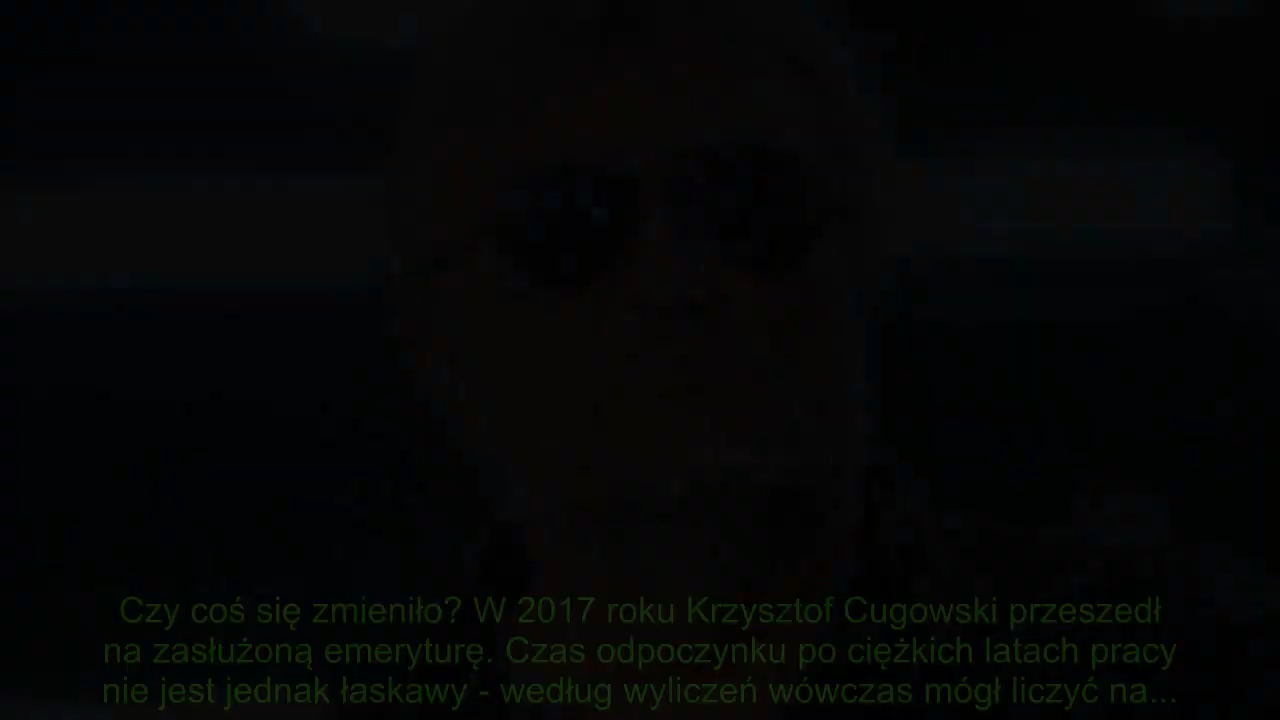 Czy coś się zmieniło? W 2017 roku Krzysztof Cugowski przeszedł
na zasłużoną emeryturę. Czas odpoczynku po ciężkich latach pracy
nie jest jednak łaskawy - według wyliczeń wówczas mógł liczyć na...